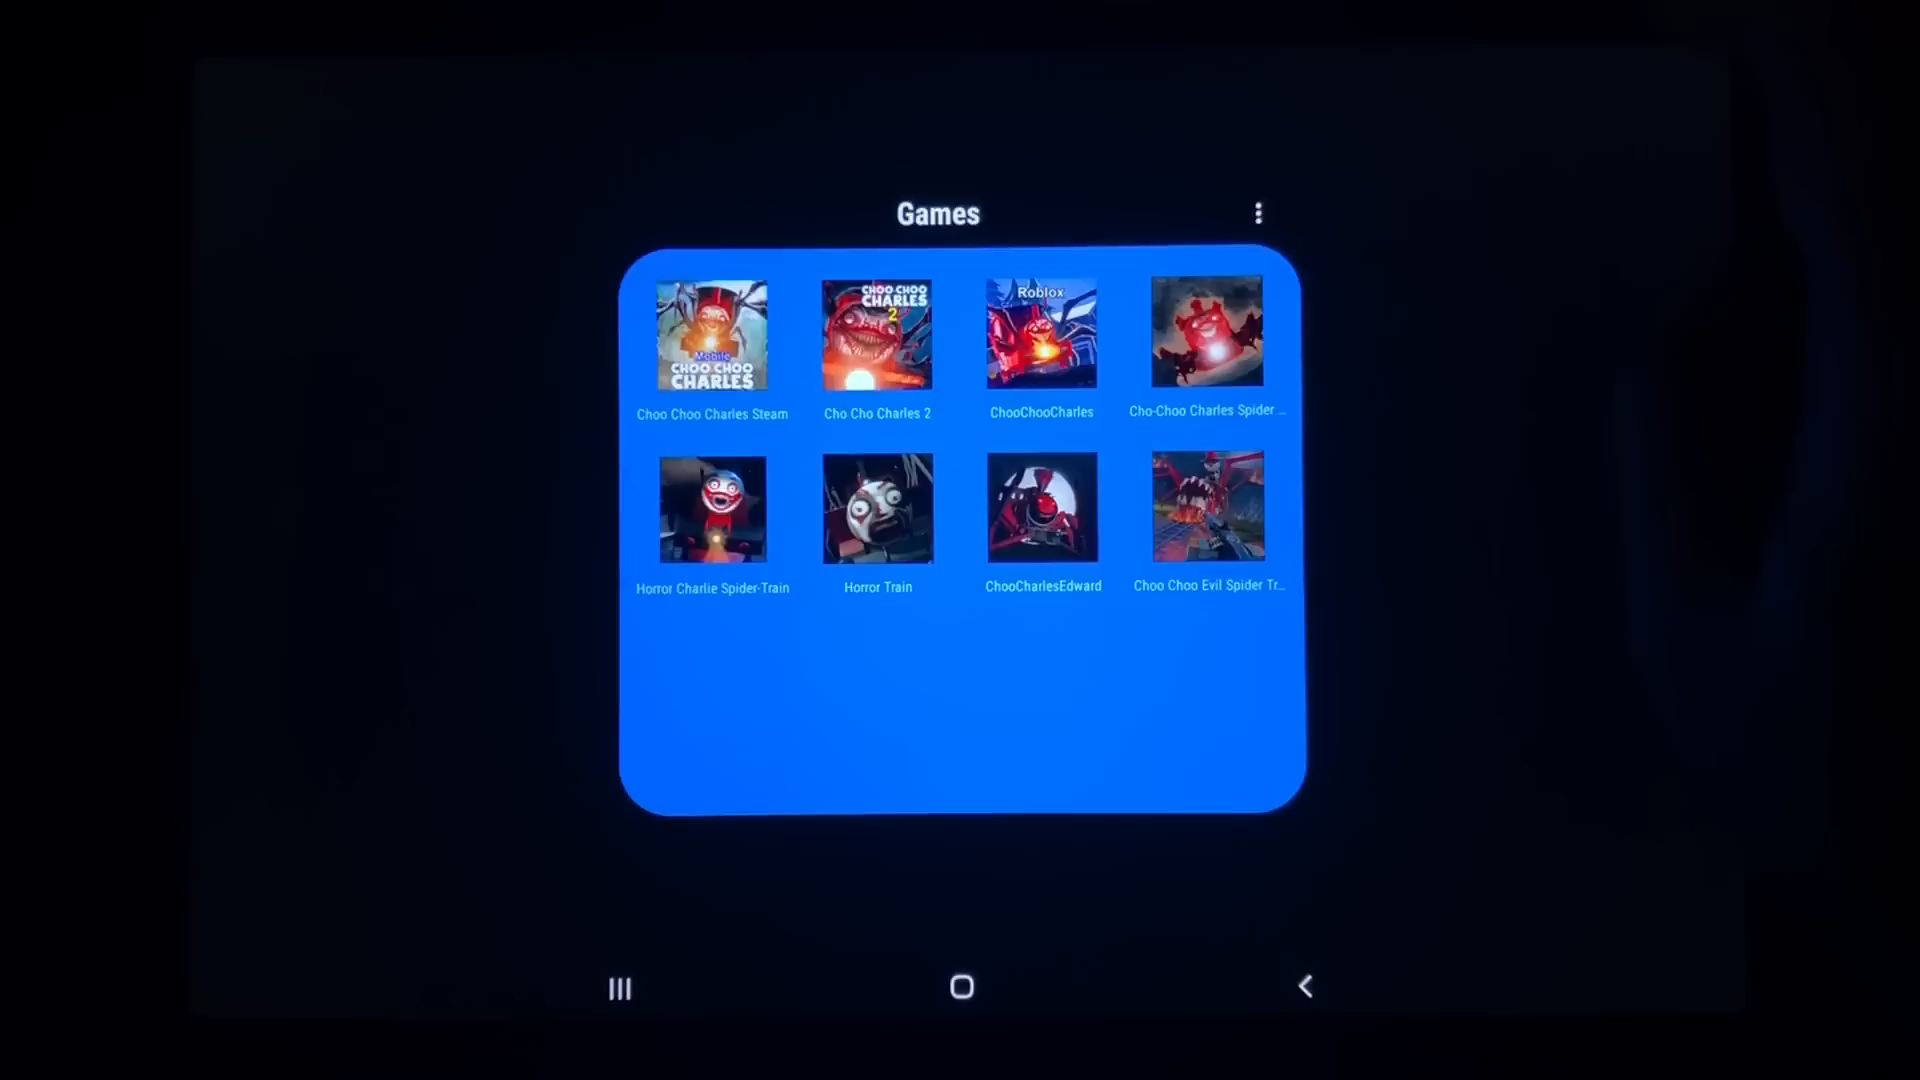 Games
CHOO CHOO
CHARLES
2
Roblox
Mobile
CHOO CHOO
CHARLES
Choo Choo Charles Steam
Cho Cho Charles 2
ChooChooCharles
Cho-Choo Charles Spider ...
Horror Charlie Spider-Train
Horror Train
ChooCharlesEdward
Choo Choo Evil Spider Tr...